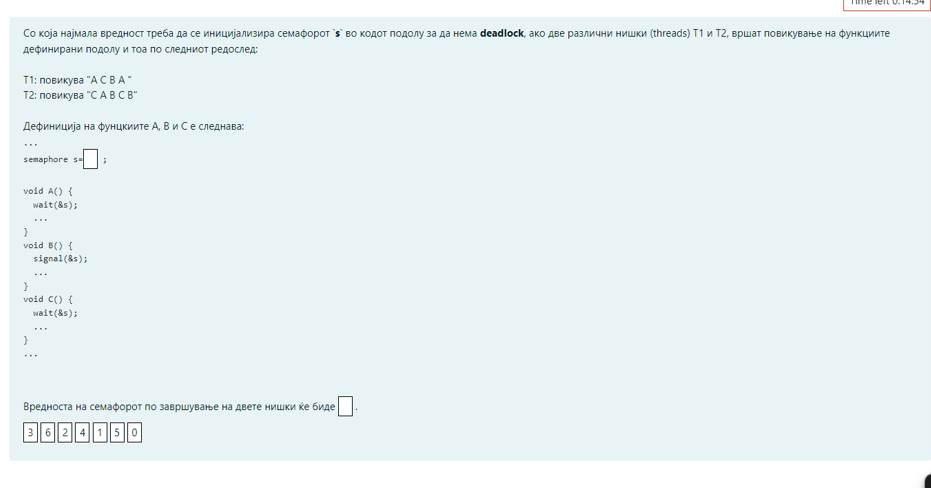 Time left 0:14:54
Со која најмала вредност треба да се иницијализира семафорот `s` во кодот подолу за да нема deadlock, ако две различни нишки (threads) T1 и T2, вршат повикување на функциите
дефинирани подолу и тоа по следниот редослед:
T1: повикува "A C B A "
T2: повикува "C A B C B"
Дефиниција на фунцкиите A, B и C е следнава:
...
semaphore s= ;
void A() {
wait(&s);
...
}
void B() {
signal(&s);
...
}
void C() {
wait(&s);
...
}
...
Вредноста на семафорот по завршување на двете нишки ќе биде .
3 6 2 4 1 5 0